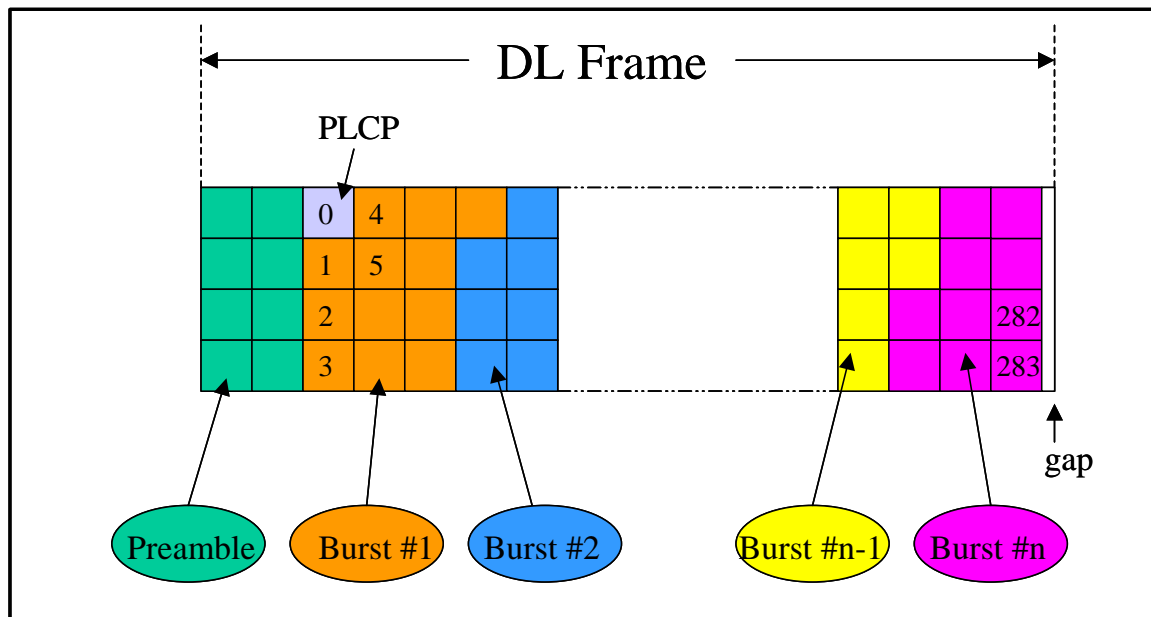 DL Frame
PLCP
0 4
1 5
2 282
3 283
gap
Preamble Burst #1 Burst #2 Burst #n-1 Burst #n